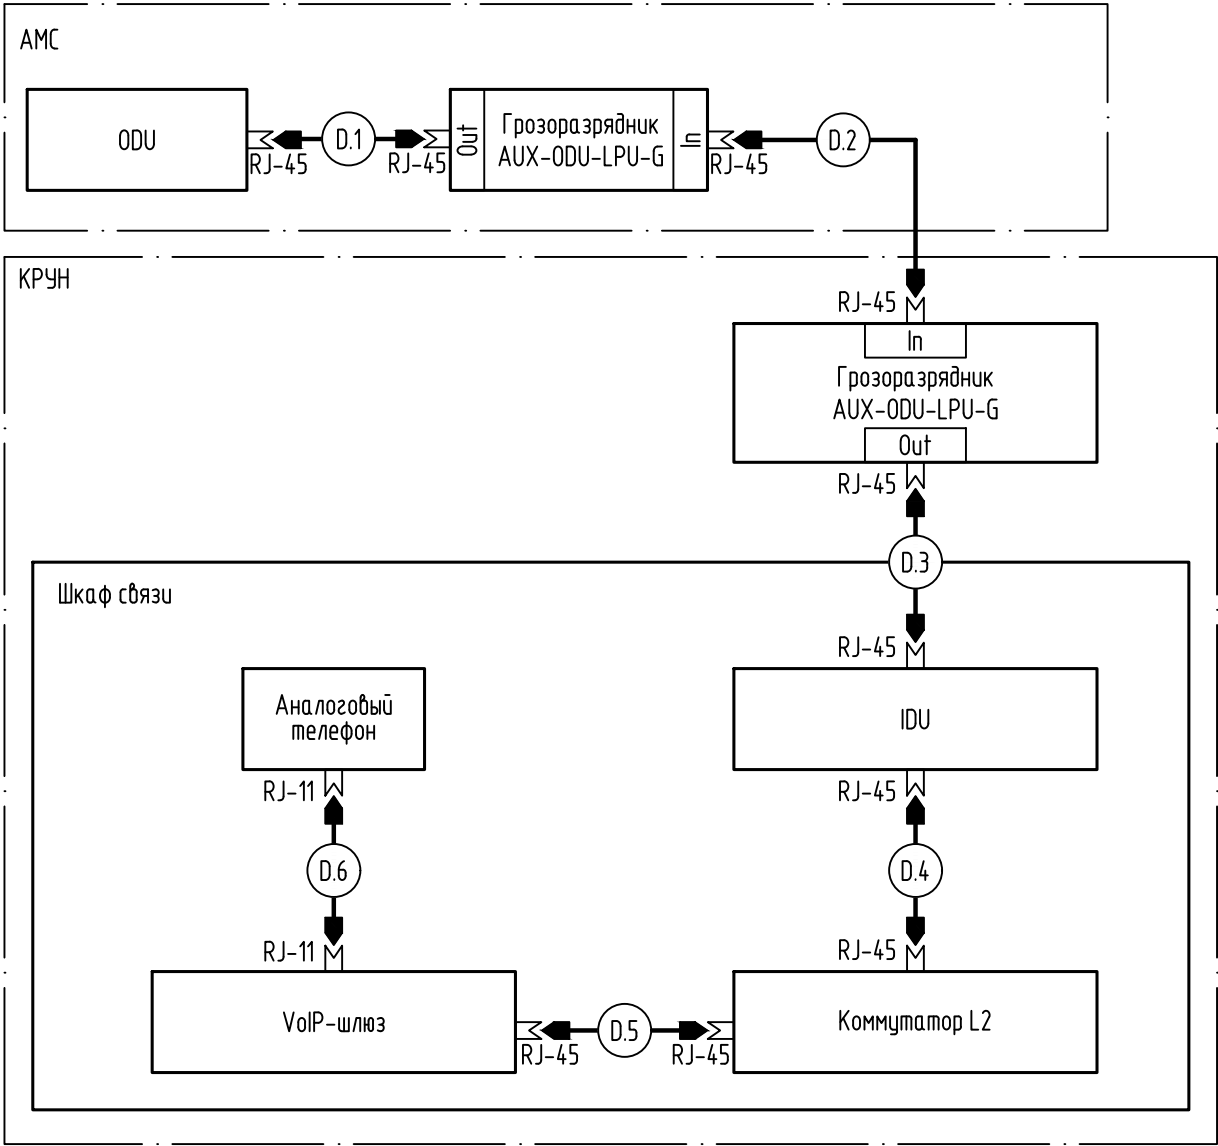 АМС
ODU
RJ-45
D.1
RJ-45
Out
Грозоразрядник
AUX-ODU-LPU-G
In
RJ-45
D.2
КРУН
RJ-45
In
Грозоразрядник
AUX-ODU-LPU-G
Out
RJ-45
D.3
Шкаф связи
RJ-45
Аналоговый
телефон
IDU
RJ-11
RJ-45
D.6
D.4
RJ-11
RJ-45
VoIP-шлюз
RJ-45
D.5
RJ-45
Коммутатор L2